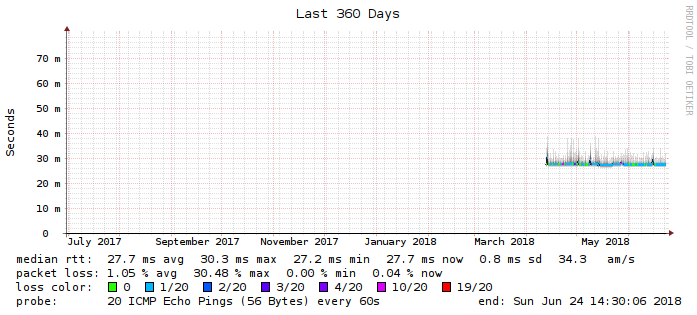 Last 360 Days
RRDTOOL / TOBI OETIKER
Seconds
70 m
60 m
50 m
40 m
30 m
20 m
10 m
0
July 2017 September 2017 November 2017 January 2018 March 2018 May 2018
median rtt: 27.7 ms avg 30.3 ms max 27.2 ms min 27.7 ms now 0.8 ms sd 34.3 am/s
packet loss: 1.05 % avg 30.48 % max 0.00 % min 0.04 % now
loss color: 0 1/20 2/20 3/20 4/20 10/20 19/20
probe: 20 ICMP Echo Pings (56 Bytes) every 60s end: Sun Jun 24 14:30:06 2018